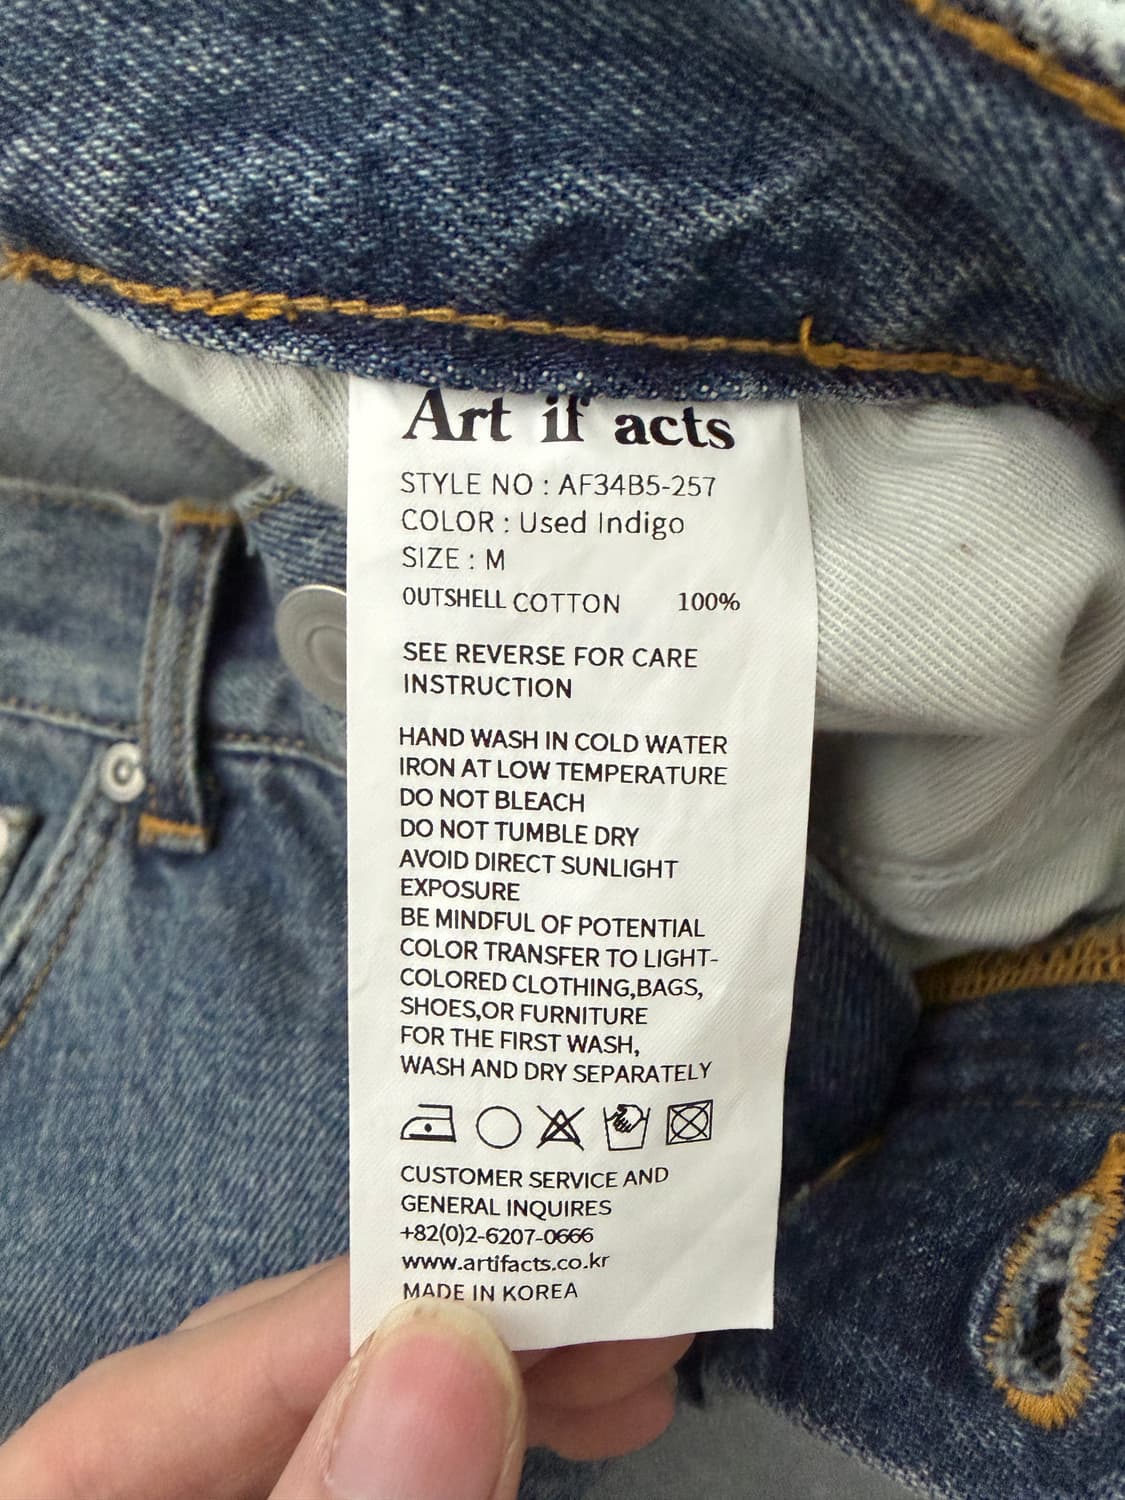 Art if acts
STYLE NO : AF34B5-257
COLOR : Used Indigo
SIZE : M
OUTSHELL COTTON 100%
SEE REVERSE FOR CARE
INSTRUCTION
HAND WASH IN COLD WATER
IRON AT LOW TEMPERATURE
DO NOT BLEACH
DO NOT TUMBLE DRY
AVOID DIRECT SUNLIGHT
EXPOSURE
BE MINDFUL OF POTENTIAL
COLOR TRANSFER TO LIGHT-
COLORED CLOTHING,BAGS,
SHOES,OR FURNITURE
FOR THE FIRST WASH,
WASH AND DRY SEPARATELY
CUSTOMER SERVICE AND
GENERAL INQUIRES
+82(0)2-6207-0666
www.artifacts.co.kr
MADE IN KOREA